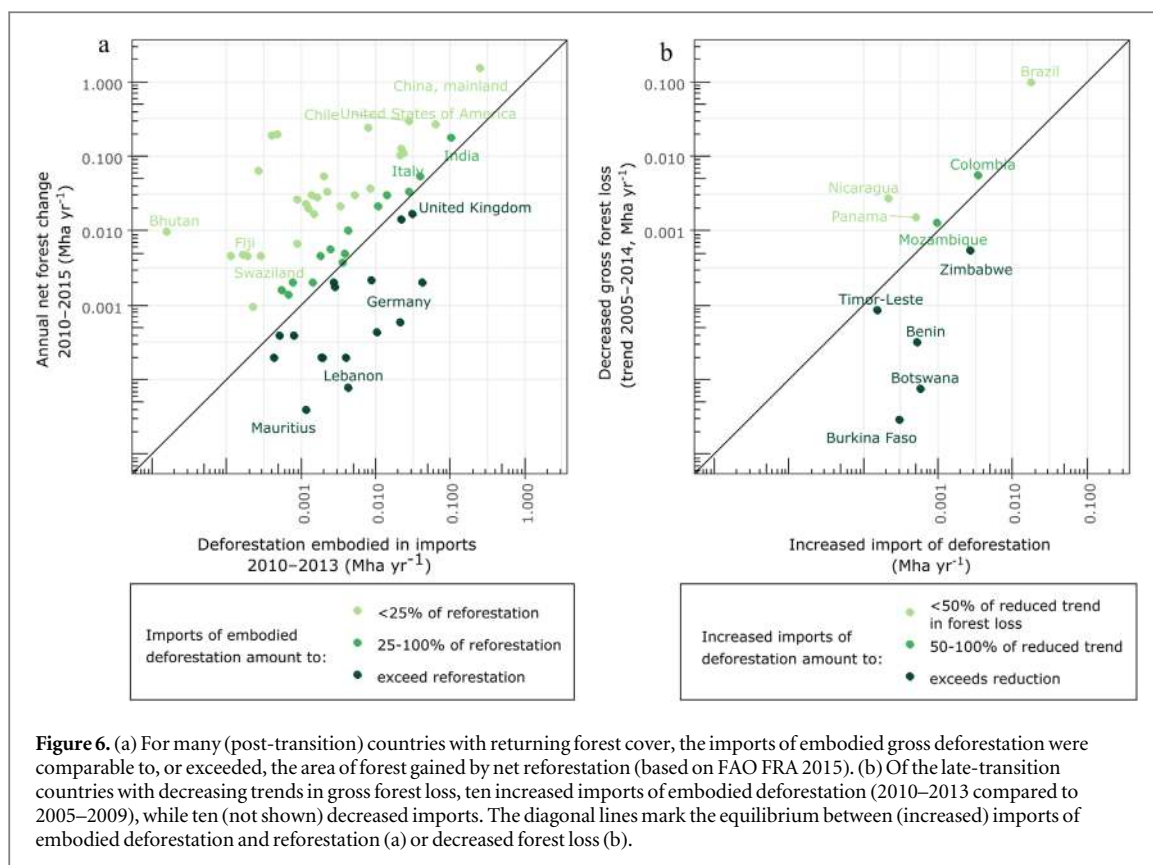 a
Annual net forest change
2010–2015 (Mha yr-1)
1.000
0.100
0.010
0.001
China, mainland
Chile
United States of America
India
Italy
United Kingdom
Bhutan
Fiji
Swaziland
Germany
Lebanon
Mauritius
0.001
0.010
0.100
1.000
Deforestation embodied in imports
2010–2013 (Mha yr-1)
Imports of embodied
deforestation amount to:
<25% of reforestation
25-100% of reforestation
exceed reforestation
b
Decreased gross forest loss
(trend 2005–2014, Mha yr-1)
0.100
0.010
0.001
Brazil
Colombia
Nicaragua
Panama
Mozambique
Zimbabwe
Timor-Leste
Benin
Botswana
Burkina Faso
0.001
0.010
0.100
Increased import of deforestation
(Mha yr-1)
Increased imports of
deforestation amount to:
<50% of reduced trend
in forest loss
50-100% of reduced trend
exceeds reduction
Figure 6. (a) For many (post-transition) countries with returning forest cover, the imports of embodied gross deforestation were
comparable to, or exceeded, the area of forest gained by net reforestation (based on FAO FRA 2015). (b) Of the late-transition
countries with decreasing trends in gross forest loss, ten increased imports of embodied deforestation (2010–2013 compared to
2005–2009), while ten (not shown) decreased imports. The diagonal lines mark the equilibrium between (increased) imports of
embodied deforestation and reforestation (a) or decreased forest loss (b).